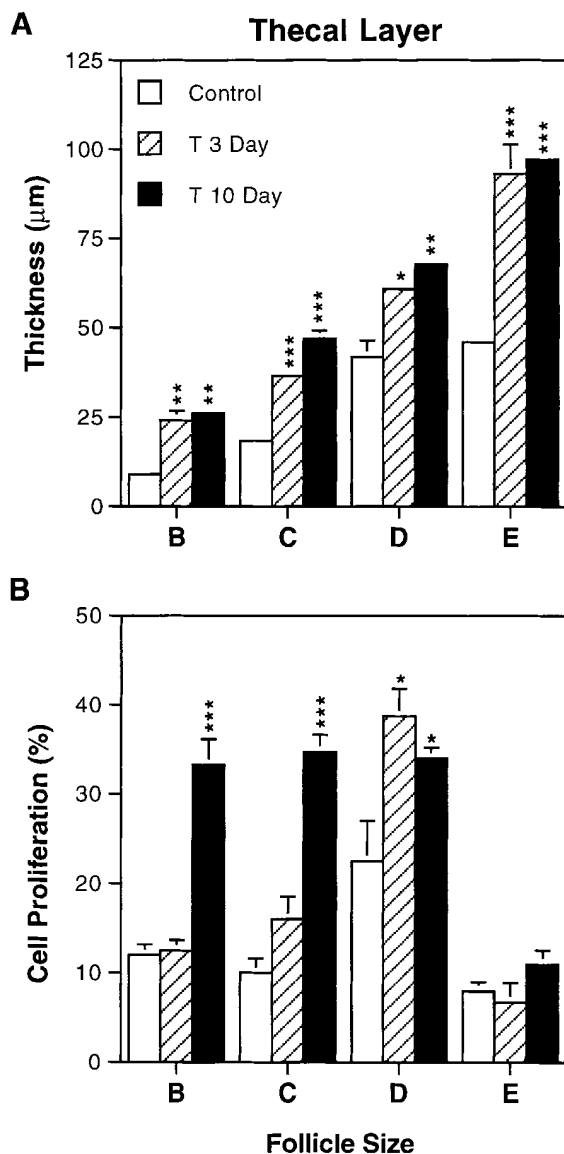 A
Thecal Layer
125
100
75
50
25
0
Thickness (μm)
Control
T 3 Day
T 10 Day
** ** *** *** * ** *** ***
B C D E
B
50
40
30
20
10
0
Cell Proliferation (%)
*** *** * *
B C D E
Follicle Size